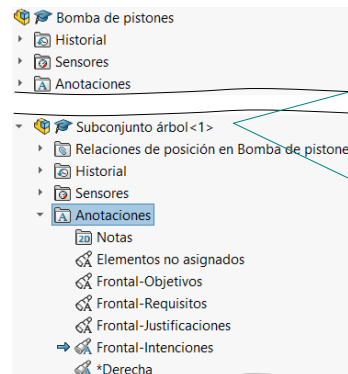 Bomba de pistones
Historial
Sensores
Anotaciones
Subconjunto árbol<1>
Relaciones de posición en Bomba de pistone
Historial
Sensores
Anotaciones
Notas
Elementos no asignados
Frontal-Objetivos
Frontal-Requisitos
Frontal-Justificaciones
Frontal-Intenciones
*Derecha